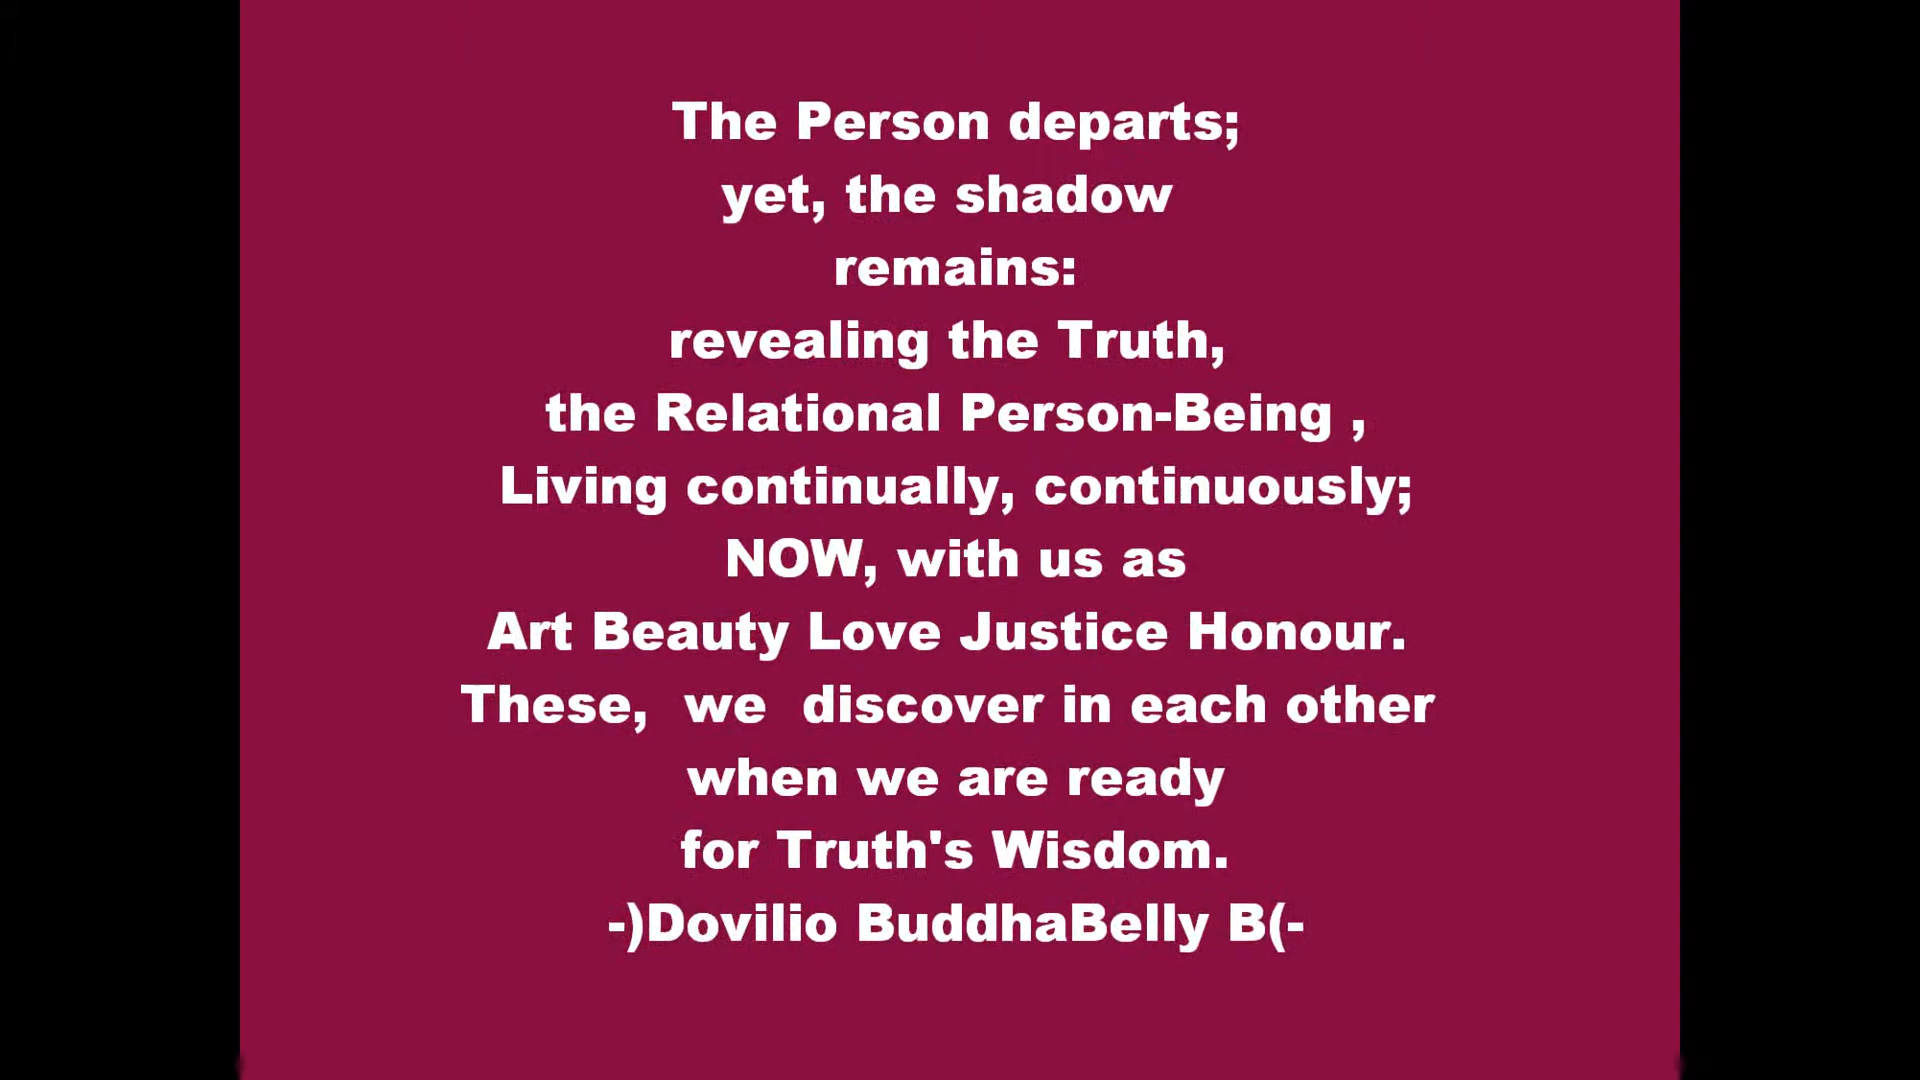 The Person departs;
yet, the shadow
remains:
revealing the Truth,
the Relational Person-Being ,
Living continually, continuously;
NOW, with us as
Art Beauty Love Justice Honour.
These,  we  discover in each other
when we are ready
for Truth's Wisdom.
-)Dovilio BuddhaBelly B(-